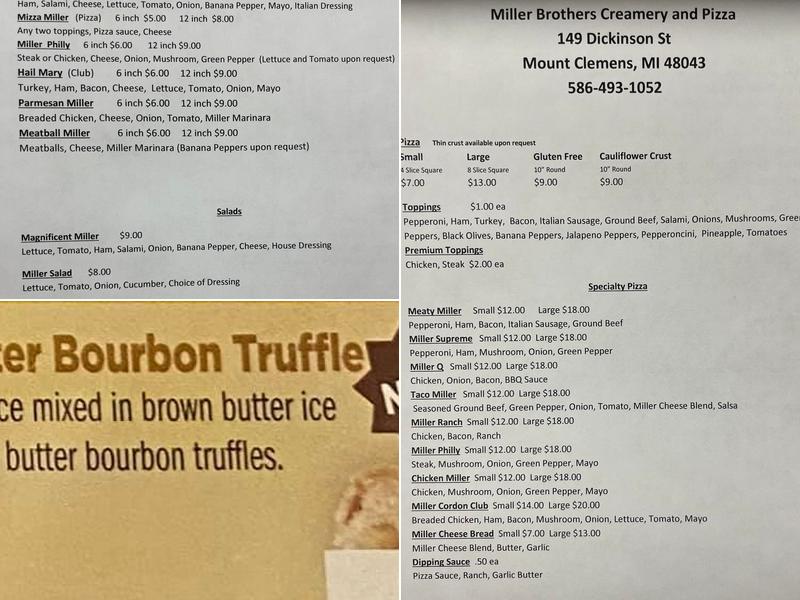 Ham, Salami, Cheese, Lettuce, Tomato, Onion, Banana Pepper, Mayo, Italian Dressing
Mizza Miller (Pizza) 6 inch $5.00 12 inch $8.00
Any two toppings, Pizza sauce, Cheese
Miller Philly 6 inch $6.00 12 inch $9.00
Steak or Chicken, Cheese, Onion, Mushroom, Green Pepper (Lettuce and Tomato upon request)
Hail Mary (Club) 6 inch $6.00 12 inch $9.00
Turkey, Ham, Bacon, Cheese, Lettuce, Tomato, Onion, Mayo
Parmesan Miller 6 inch $6.00 12 inch $9.00
Breaded Chicken, Cheese, Onion, Tomato, Miller Marinara
Meatball Miller 6 inch $6.00 12 inch $9.00
Meatballs, Cheese, Miller Marinara (Banana Peppers upon request)
Salads
Magnificent Miller $9.00
Lettuce, Tomato, Ham, Salami, Onion, Banana Pepper, Cheese, House Dressing
Miller Salad $8.00
Lettuce, Tomato, Onion, Cucumber, Choice of Dressing
ter Bourbon Truffle
ce mixed in brown butter ice
butter bourbon truffles.
N
Miller Brothers Creamery and Pizza
149 Dickinson St
Mount Clemens, MI 48043
586-493-1052
Pizza Thin crust available upon request
Small Large Gluten Free Cauliflower Crust
4 Slice Square 8 Slice Square 10" Round 10" Round
$7.00 $13.00 $9.00 $9.00
Toppings $1.00 ea
Pepperoni, Ham, Turkey, Bacon, Italian Sausage, Ground Beef, Salami, Onions, Mushrooms, Gree
Peppers, Black Olives, Banana Peppers, Jalapeno Peppers, Pepperoncini, Pineapple, Tomatoes
Premium Toppings
Chicken, Steak $2.00 ea
Specialty Pizza
Meaty Miller Small $12.00 Large $18.00
Pepperoni, Ham, Bacon, Italian Sausage, Ground Beef
Miller Supreme Small $12.00 Large $18.00
Pepperoni, Ham, Mushroom, Onion, Green Pepper
Miller Q Small $12.00 Large $18.00
Chicken, Onion, Bacon, BBQ Sauce
Taco Miller Small $12.00 Large $18.00
Seasoned Ground Beef, Green Pepper, Onion, Tomato, Miller Cheese Blend, Salsa
Miller Ranch Small $12.00 Large $18.00
Chicken, Bacon, Ranch
Miller Philly Small $12.00 Large $18.00
Steak, Mushroom, Onion, Green Pepper, Mayo
Chicken Miller Small $12.00 Large $18.00
Chicken, Mushroom, Onion, Green Pepper, Mayo
Miller Cordon Club Small $14.00 Large $20.00
Breaded Chicken, Ham, Bacon, Mushroom, Onion, Lettuce, Tomato, Mayo
Miller Cheese Bread Small $7.00 Large $13.00
Miller Cheese Blend, Butter, Garlic
Dipping Sauce .50 ea
Pizza Sauce, Ranch, Garlic Butter